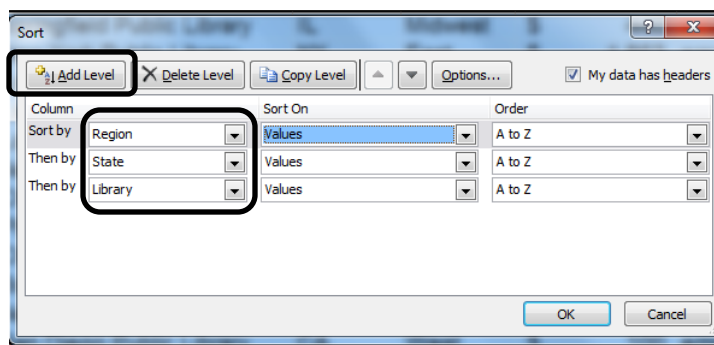 Sort
Add Level Delete Level Copy Level Options... My data has headers
Column Sort On Order
Sort by Region Values A to Z
Then by State Values A to Z
Then by Library Values A to Z
OK Cancel